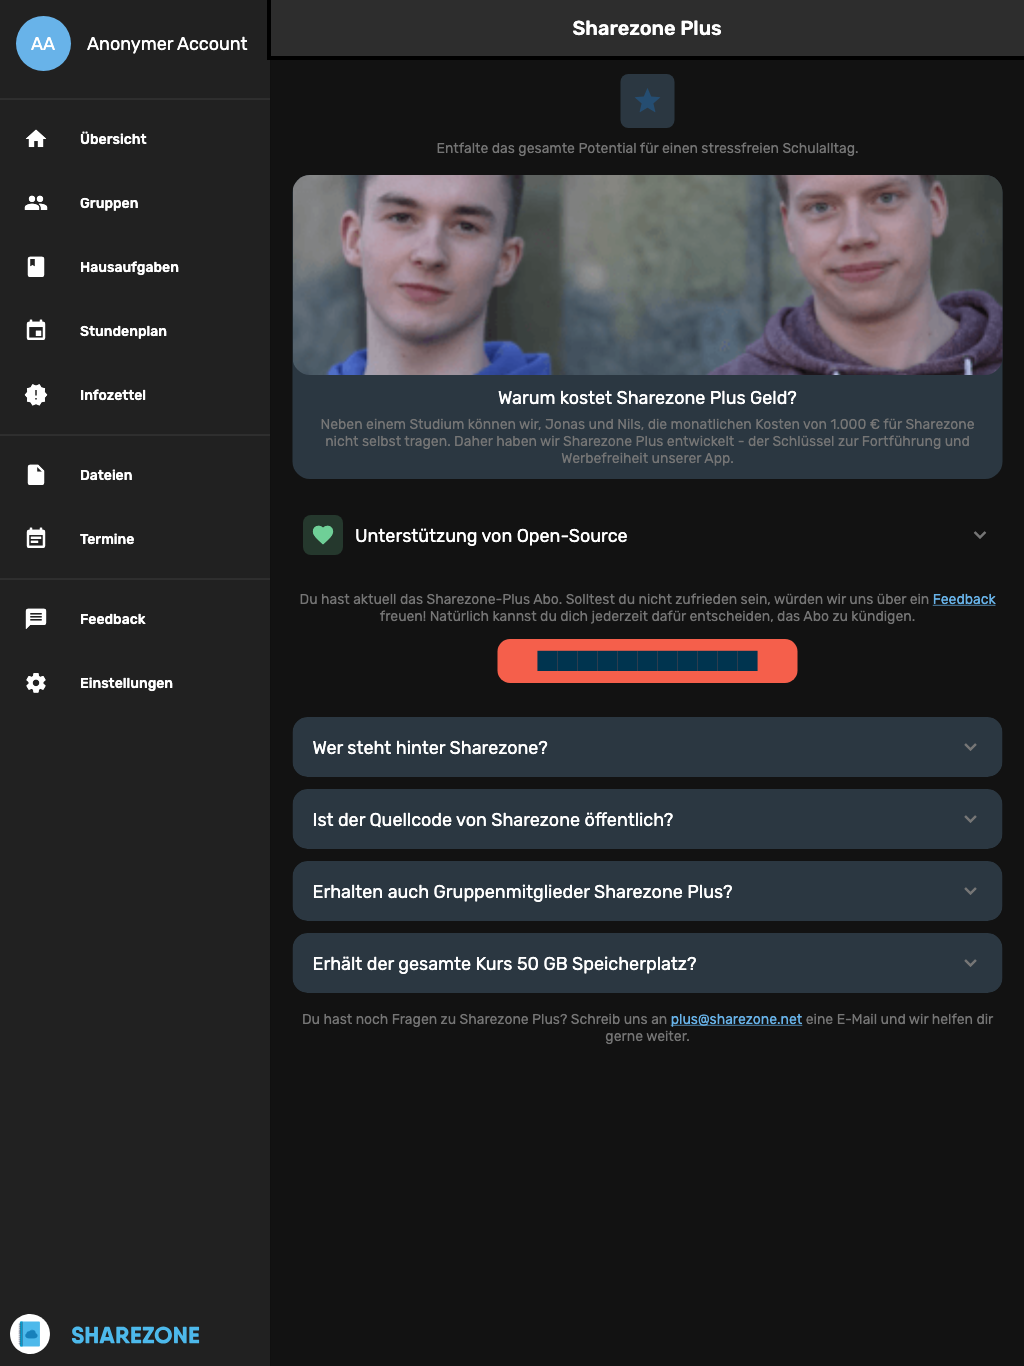 AA
Anonymer Account
Übersicht
Gruppen
Hausaufgaben
Stundenplan
Infozettel
Dateien
Termine
Feedback
Einstellungen
SHAREZONE
Sharezone Plus
Entfalte das gesamte Potential für einen stressfreien Schulalltag.
Warum kostet Sharezone Plus Geld?
Neben einem Studium können wir, Jonas und Nils, die monatlichen Kosten von 1.000 € für Sharezone
nicht selbst tragen. Daher haben wir Sharezone Plus entwickelt - der Schlüssel zur Fortführung und
Werbefreiheit unserer App.
Unterstützung von Open-Source
Du hast aktuell das Sharezone-Plus Abo. Solltest du nicht zufrieden sein, würden wir uns über ein Feedback
freuen! Natürlich kannst du dich jederzeit dafür entscheiden, das Abo zu kündigen.
Wer steht hinter Sharezone?
Ist der Quellcode von Sharezone öffentlich?
Erhalten auch Gruppenmitglieder Sharezone Plus?
Erhält der gesamte Kurs 50 GB Speicherplatz?
Du hast noch Fragen zu Sharezone Plus? Schreib uns an plus@sharezone.net eine E-Mail und wir helfen dir
gerne weiter.